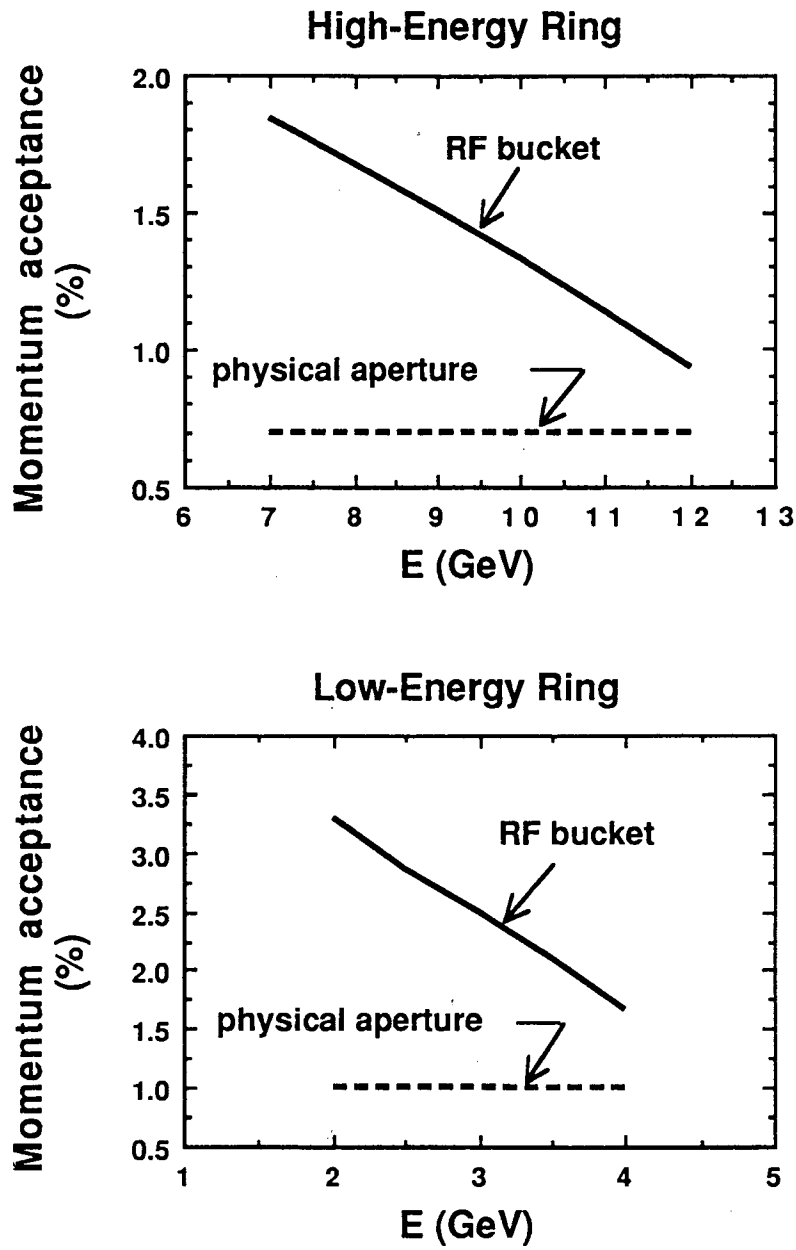 High-Energy Ring
Momentum acceptance
(%)
2.0
1.5
1.0
0.5
RF bucket
physical aperture
6 7 8 9 10 11 12 13
E (GeV)
Low-Energy Ring
Momentum acceptance
(%)
4.0
3.5
3.0
2.5
2.0
1.5
1.0
0.5
RF bucket
physical aperture
1 2 3 4 5
E (GeV)